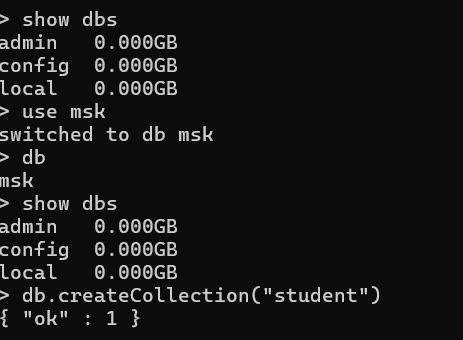 > show dbs
admin   0.000GB
config  0.000GB
local   0.000GB
> use msk
switched to db msk
> db
msk
> show dbs
admin   0.000GB
config  0.000GB
local   0.000GB
> db.createCollection("student")
{ "ok" : 1 }